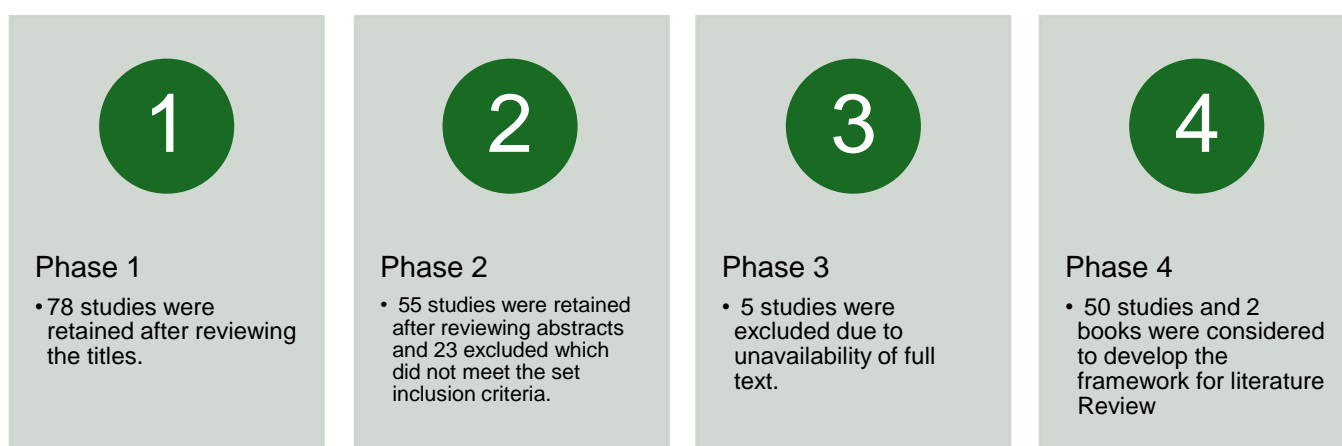 1
Phase 1
• 78 studies were
retained after reviewing
the titles.
2
Phase 2
• 55 studies were retained
after reviewing abstracts
and 23 excluded which
did not meet the set
inclusion criteria.
3
Phase 3
• 5 studies were
excluded due to
unavailability of full
text.
4
Phase 4
• 50 studies and 2
books were considered
to develop the
framework for literature
Review